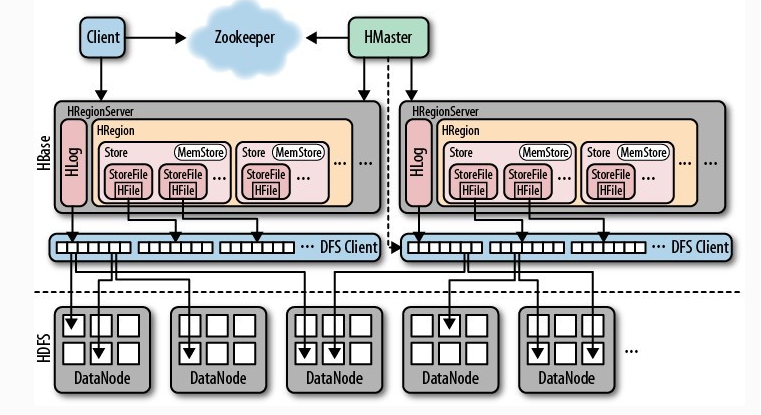 Client
Zookeeper
HMaster
HBase
HRegionServer
HLog
HRegion
Store
MemStore
StoreFile
HFile
StoreFile
HFile
...
Store
MemStore
StoreFile
HFile
...
...
...
HRegionServer
HLog
HRegion
Store
MemStore
StoreFile
HFile
StoreFile
HFile
...
Store
MemStore
StoreFile
HFile
...
...
...
... DFS Client
... DFS Client
HDFS
DataNode
DataNode
DataNode
DataNode
DataNode
...